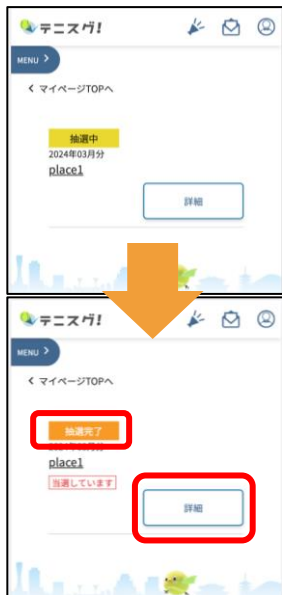 テニスグ!
MENU >
< マイページTOPへ
抽選中
2024年03月分
place1
詳細
テニスグ!
MENU >
< マイページTOPへ
抽選完了
place1
当選しています
詳細